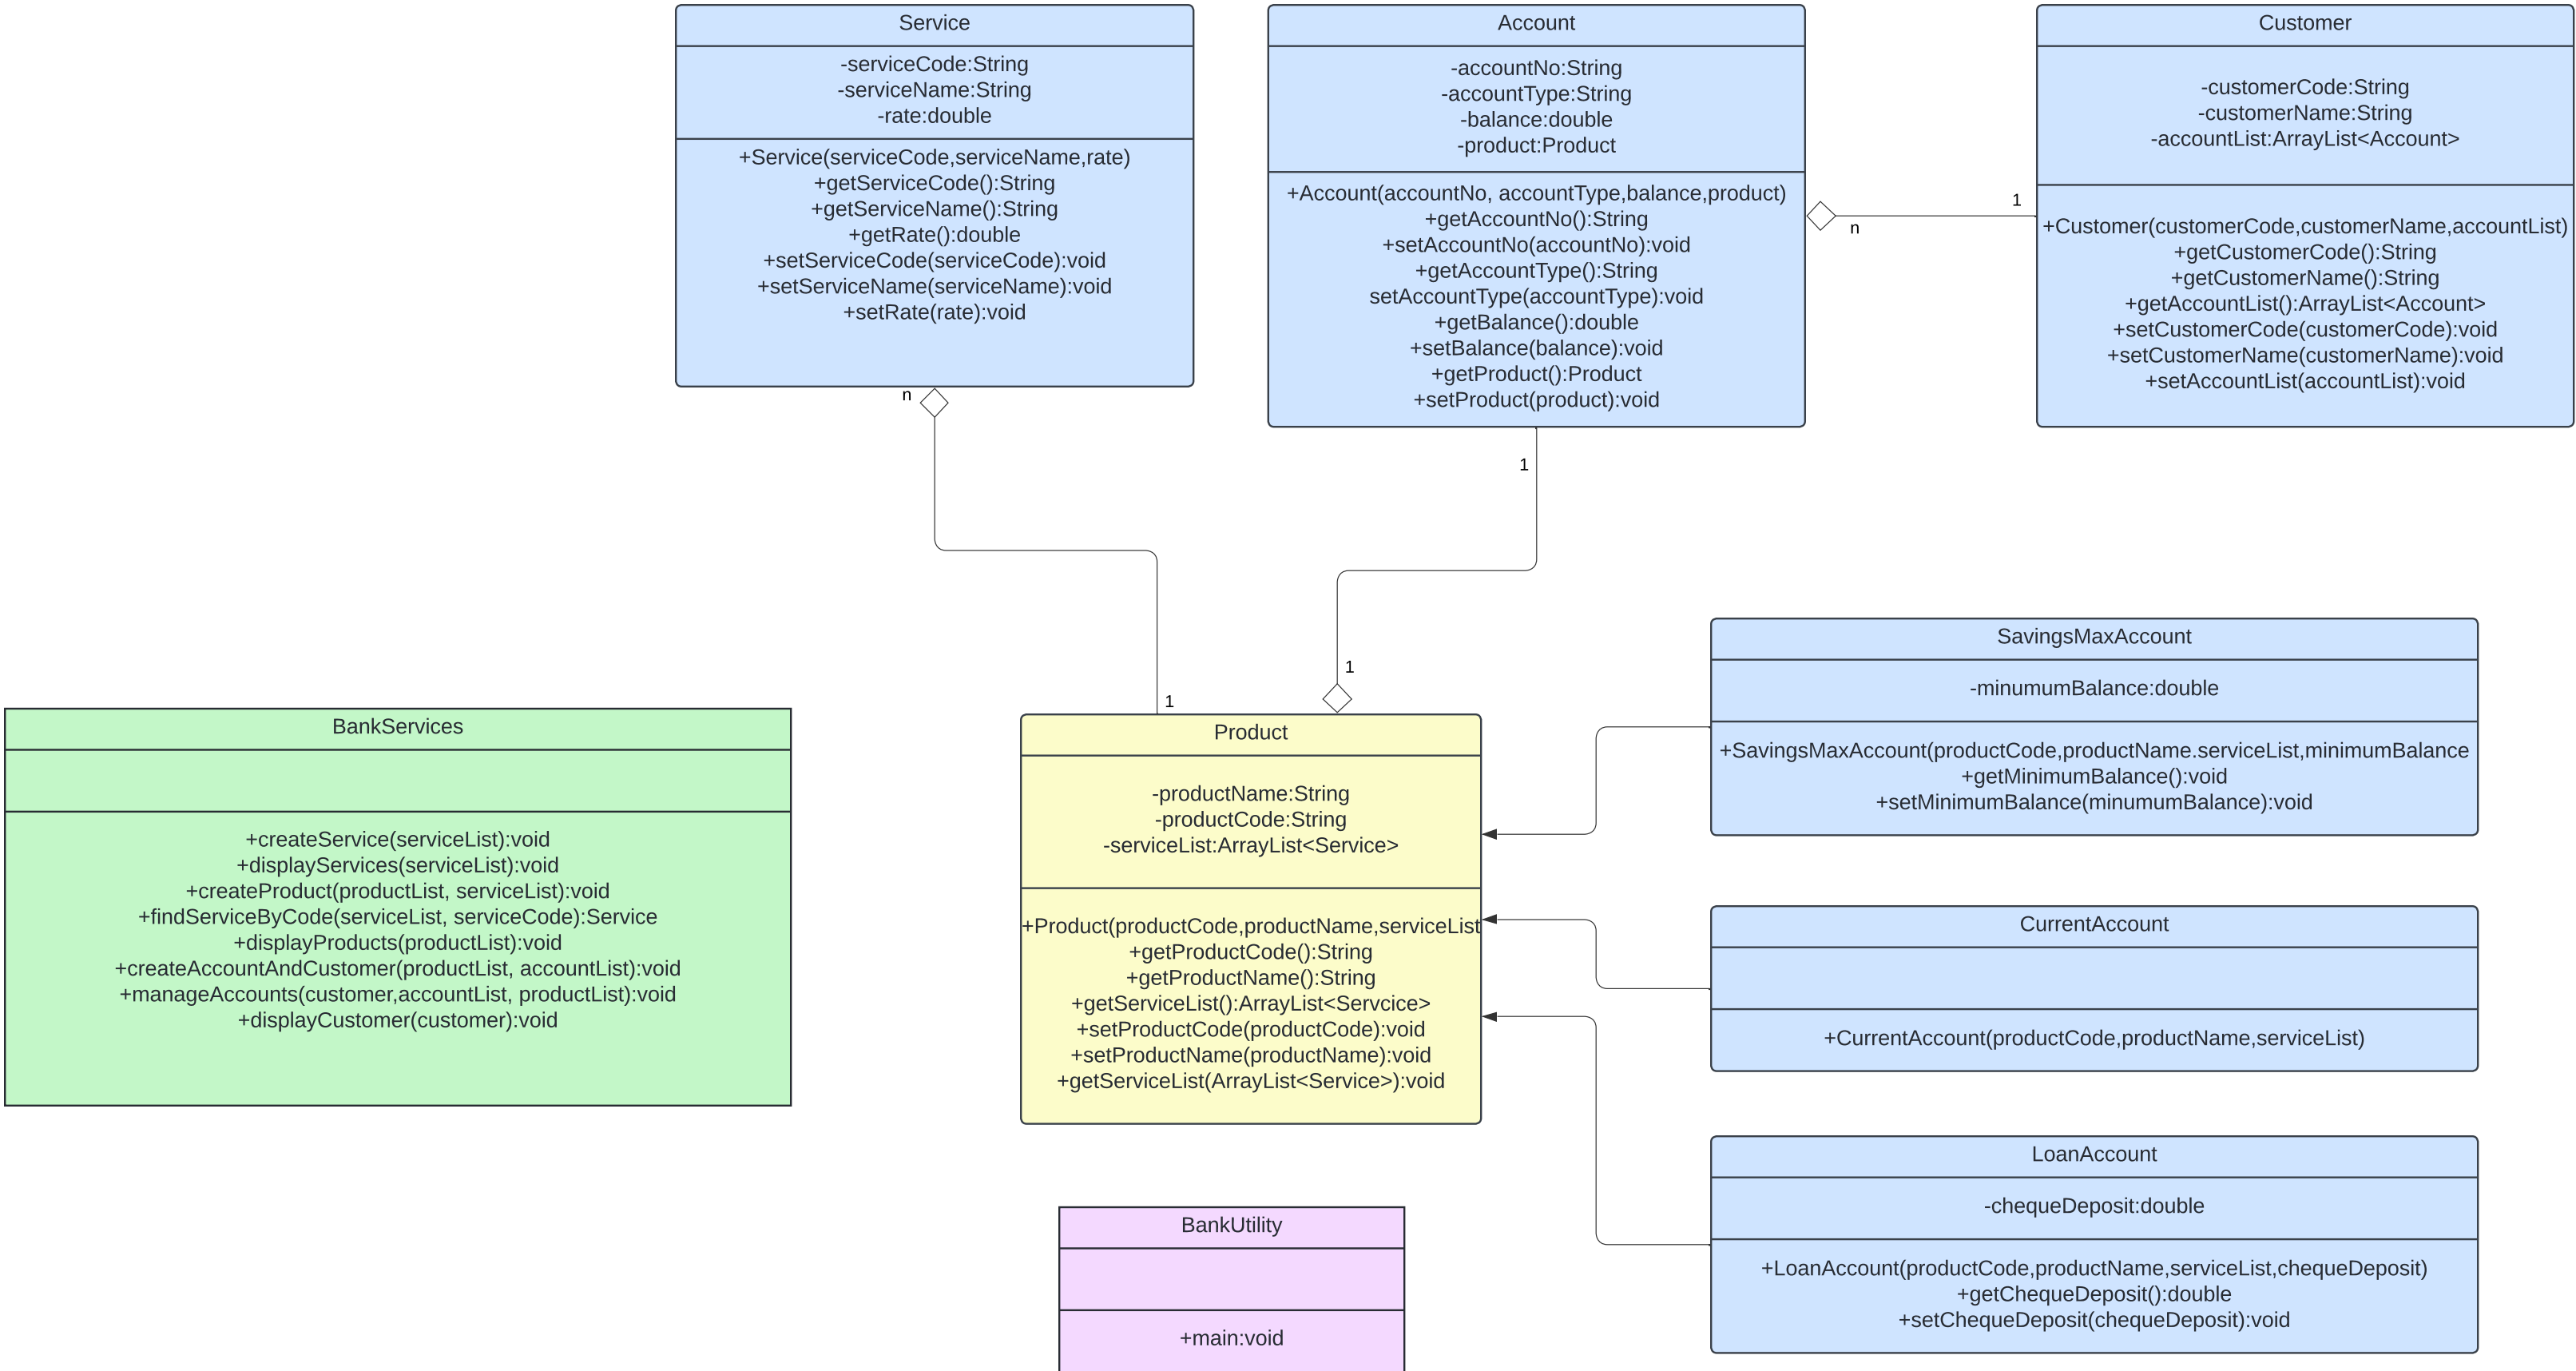 Service
-serviceCode:String
-serviceName:String
-rate:double
+Service(serviceCode,serviceName,rate)
+getServiceCode():String
+getServiceName():String
+getRate():double
+setServiceCode(serviceCode):void
+setServiceName(serviceName):void
+setRate(rate):void
Account
-accountNo:String
-accountType:String
-balance:double
-product:Product
+Account(accountNo, accountType,balance,product)
+getAccountNo():String
+setAccountNo(accountNo):void
+getAccountType():String
setAccountType(accountType):void
+getBalance():double
+setBalance(balance):void
+getProduct():Product
+setProduct(product):void
Customer
-customerCode:String
-customerName:String
-accountList:ArrayList<Account>
+Customer(customerCode,customerName,accountList)
+getCustomerCode():String
+getCustomerName():String
+getAccountList():ArrayList<Account>
+setCustomerCode(customerCode):void
+setCustomerName(customerName):void
+setAccountList(accountList):void
n
1
n
1
1
1
BankServices
+createService(serviceList):void
+displayServices(serviceList):void
+createProduct(productList, serviceList):void
+findServiceByCode(serviceList, serviceCode):Service
+displayProducts(productList):void
+createAccountAndCustomer(productList, accountList):void
+manageAccounts(customer,accountList, productList):void
+displayCustomer(customer):void
Product
-productName:String
-productCode:String
-serviceList:ArrayList<Service>
+Product(productCode,productName,serviceList
+getProductCode():String
+getProductName():String
+getServiceList():ArrayList<Servcice>
+setProductCode(productCode):void
+setProductName(productName):void
+getServiceList(ArrayList<Service>):void
SavingsMaxAccount
-minumumBalance:double
+SavingsMaxAccount(productCode,productName.serviceList,minimumBalance
+getMinimumBalance():void
+setMinimumBalance(minumumBalance):void
CurrentAccount
+CurrentAccount(productCode,productName,serviceList)
LoanAccount
-chequeDeposit:double
+LoanAccount(productCode,productName,serviceList,chequeDeposit)
+getChequeDeposit():double
+setChequeDeposit(chequeDeposit):void
BankUtility
+main:void